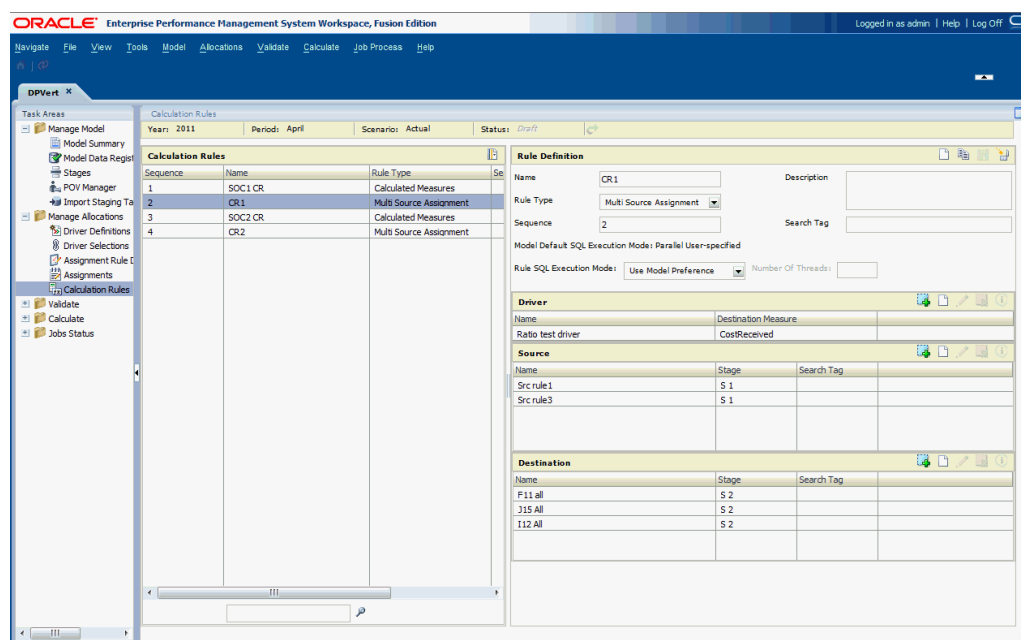 ORACLE Enterprise Performance Management System Workspace, Fusion Edition
Logged in as admin | Help | Log Off
Navigate File View Tools Model Allocations Validate Calculate Job Process Help
DPVert
Task Areas
Manage Model
Model Summary
Model Data Regist
Stages
POV Manager
Import Staging Ta
Manage Allocations
Driver Definitions
Driver Selections
Assignment Rule D
Assignments
Calculation Rules
Validate
Calculate
Jobs Status
Calculation Rules
Year: 2011 Period: April Scenario: Actual Status: Draft
Calculation Rules
Sequence Name Rule Type Se
1 SOC1 CR Calculated Measures
2 CR1 Multi Source Assignment
3 SOC2 CR Calculated Measures
4 CR2 Multi Source Assignment
Rule Definition
Name CR1 Description
Rule Type Multi Source Assignment
Sequence 2 Search Tag
Model Default SQL Execution Mode: Parallel User-specified
Rule SQL Execution Mode: Use Model Preference Number Of Threads:
Driver
Name Destination Measure
Ratio test driver CostReceived
Source
Name Stage Search Tag
Src rule1 S 1
Src rule3 S 1
Destination
Name Stage Search Tag
F11 all S 2
J15 All S 2
I12 All S 2